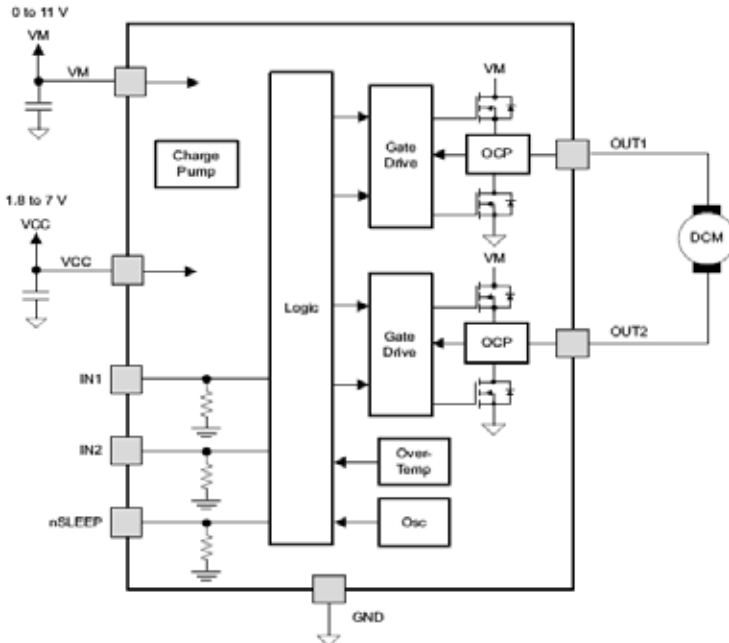 0 to 11 V
VM
VM
Charge
Pump
1.8 to 7 V
VCC
VCC
IN1
IN2
nSLEEP
Logic
Gate
Drive
VM
OCP
OUT1
DCM
Gate
Drive
VM
OCP
OUT2
Over-
Temp
Osc
GND